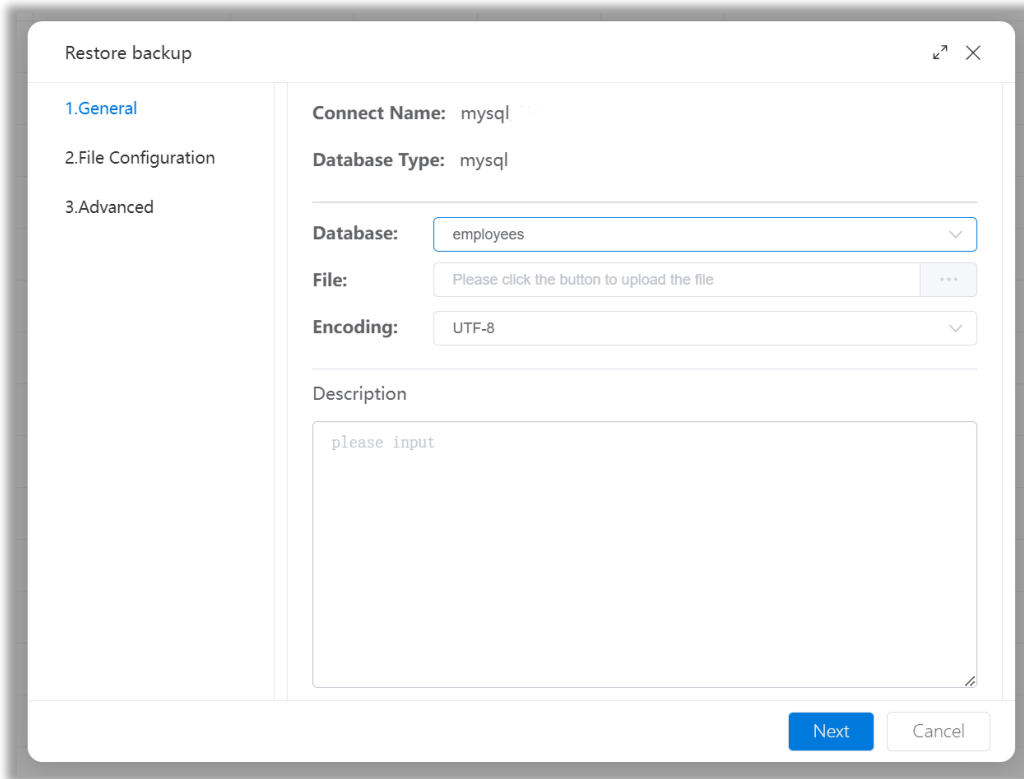 Restore backup
1.General
2.File Configuration
3.Advanced
Connect Name: mysql
Database Type: mysql
Database: employees
File: Please click the button to upload the file ...
Encoding: UTF-8
Description
please input
Next Cancel